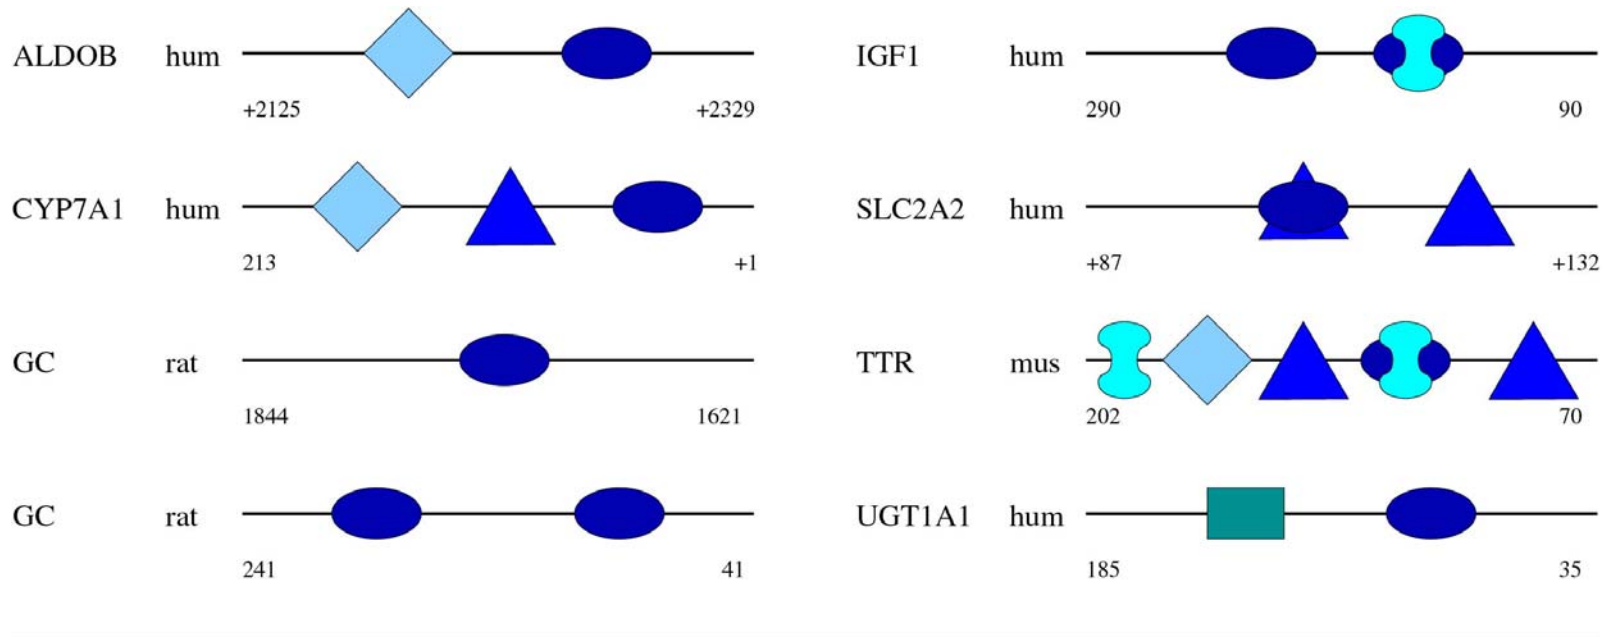 ALDOB hum
+2125 +2329
CYP7A1 hum
213 +1
GC rat
1844 1621
GC rat
241 41
IGF1 hum
290 90
SLC2A2 hum
+87 +132
TTR mus
202 70
UGT1A1 hum
185 35